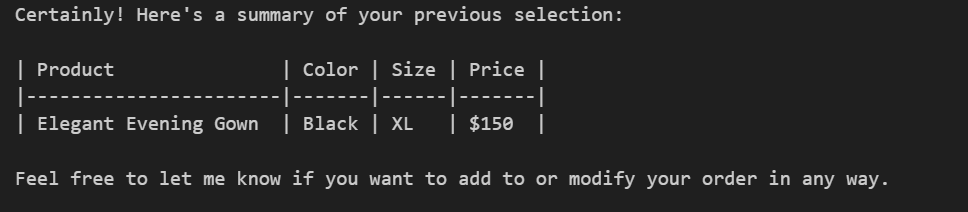 Certainly! Here's a summary of your previous selection:
| Product               | Color | Size | Price |
|-----------------------|-------|------|-------|
| Elegant Evening Gown  | Black | XL   | $150  |
Feel free to let me know if you want to add to or modify your order in any way.